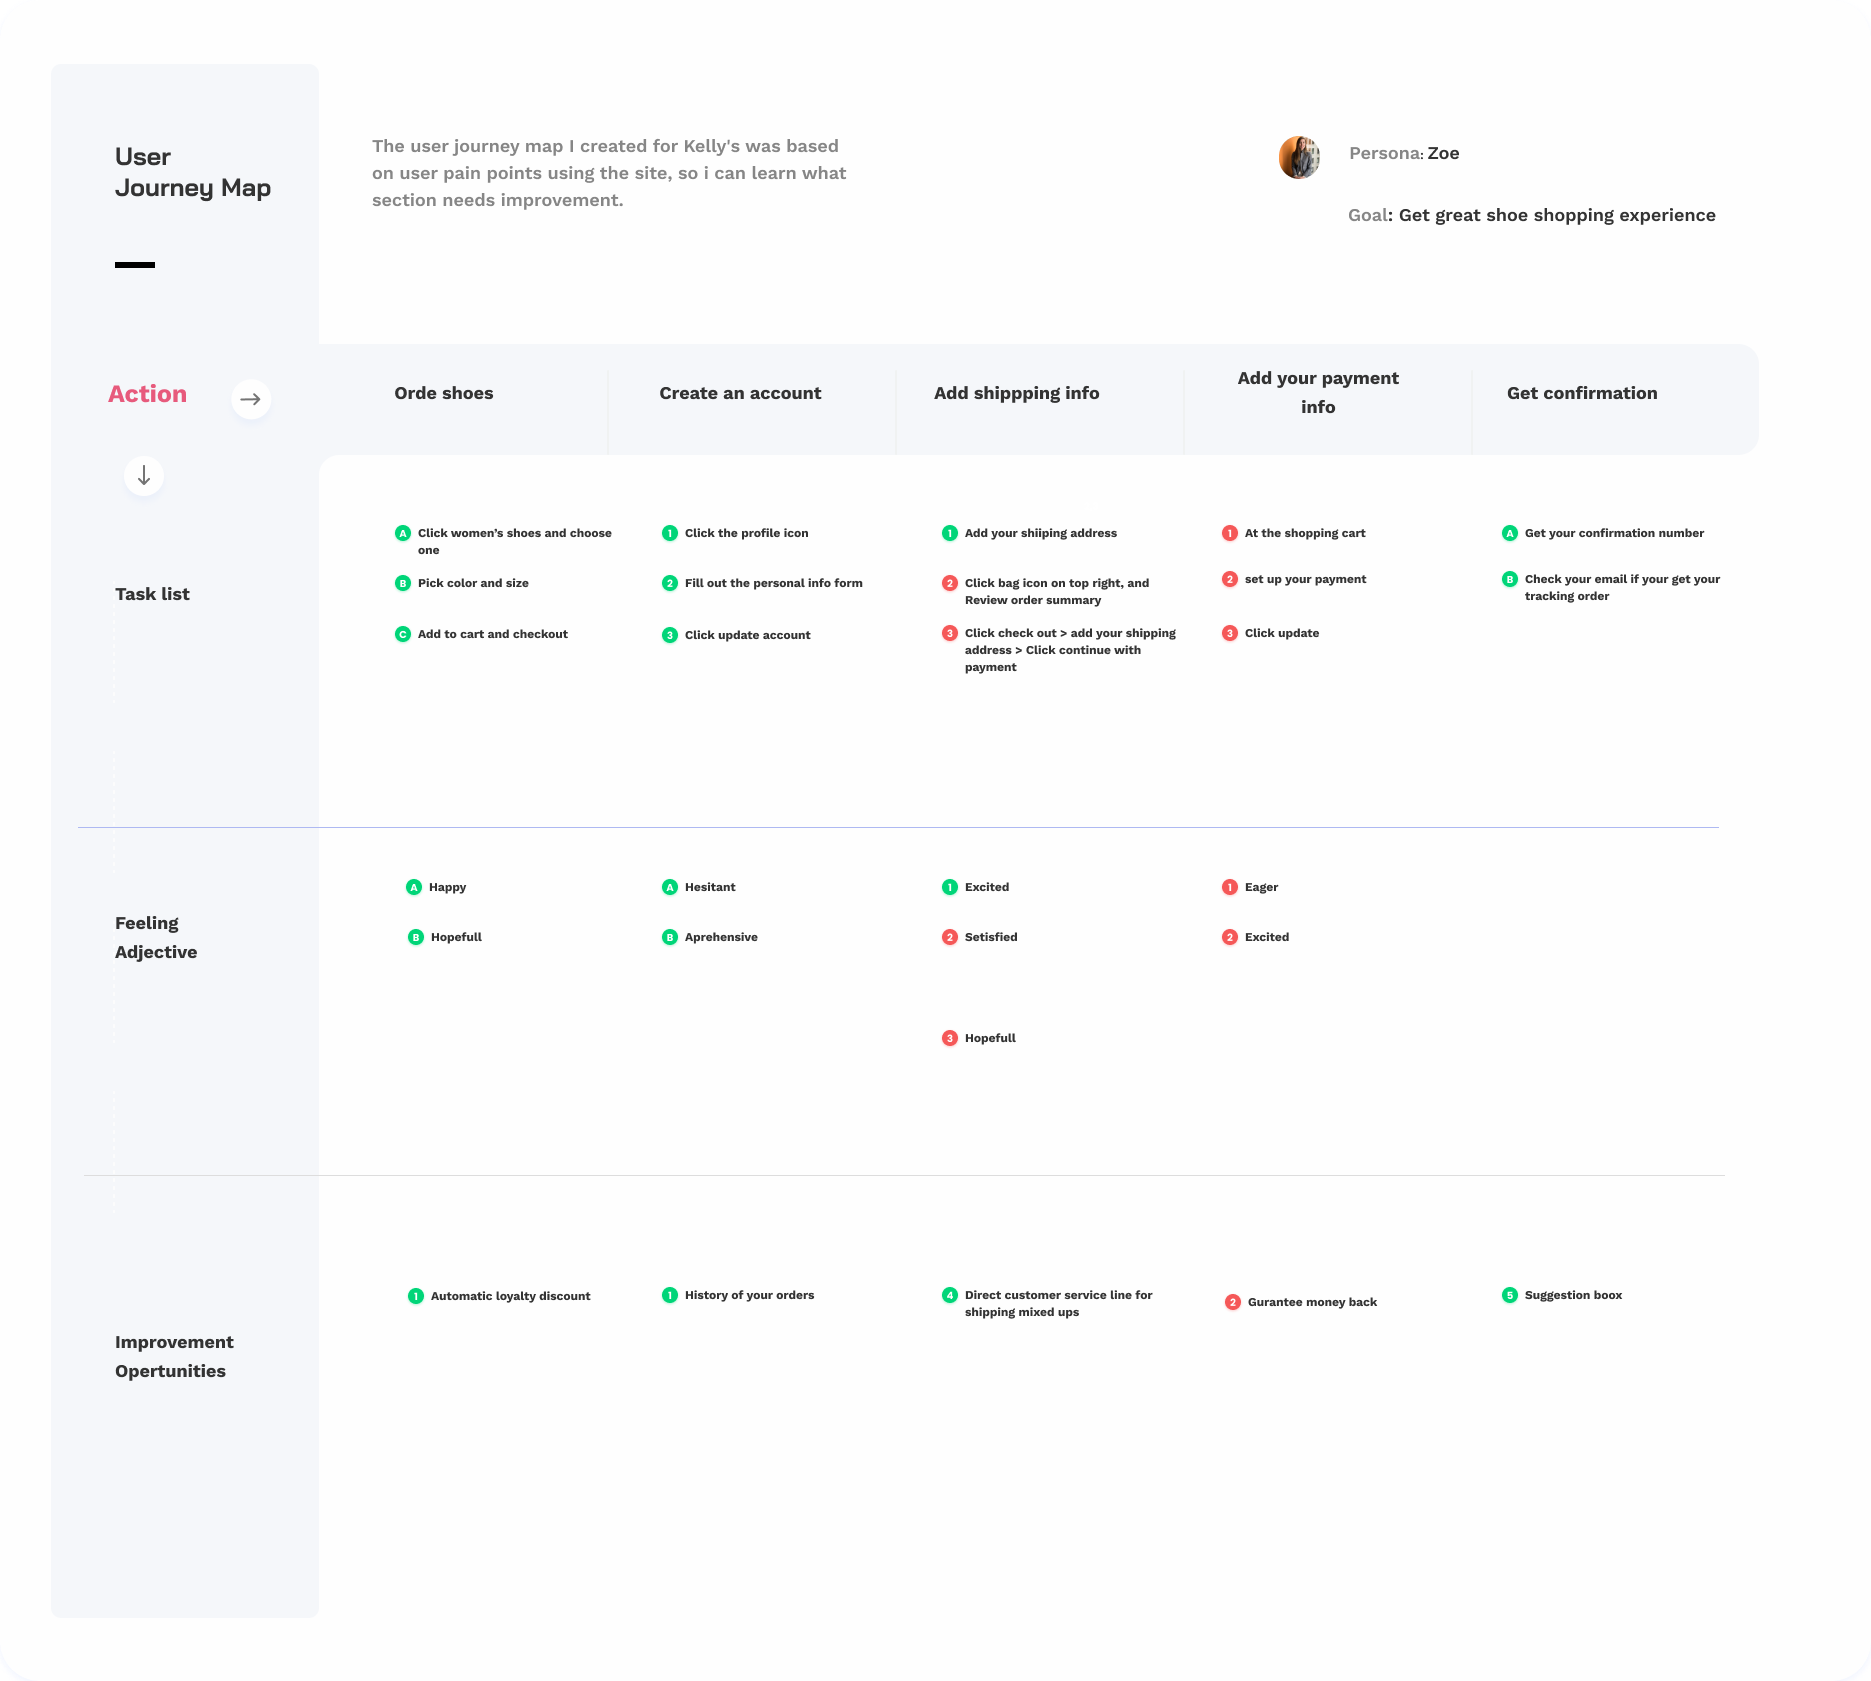 User
Journey Map
The user journey map I created for Kelly's was based
on user pain points using the site, so i can learn what
section needs improvement.
Persona: Zoe
Goal: Get great shoe shopping experience
Action
Orde shoes
Create an account
Add shippping info
Add your payment
info
Get confirmation
Task list
A Click women's shoes and choose
one
B Pick color and size
C Add to cart and checkout
1 Click the profile icon
2 Fill out the personal info form
3 Click update account
1 Add your shiiping address
2 Click bag icon on top right, and
Review order summary
3 Click check out > add your shipping
address > Click continue with
payment
1 At the shopping cart
2 set up your payment
3 Click update
A Get your confirmation number
B Check your email if your get your
tracking order
Feeling
Adjective
A Happy
B Hopefull
A Hesitant
B Aprehensive
1 Excited
2 Setisfied
3 Hopefull
1 Eager
2 Excited
Improvement
Opertunities
1 Automatic loyalty discount
1 History of your orders
4 Direct customer service line for
shipping mixed ups
2 Gurantee money back
5 Suggestion boox